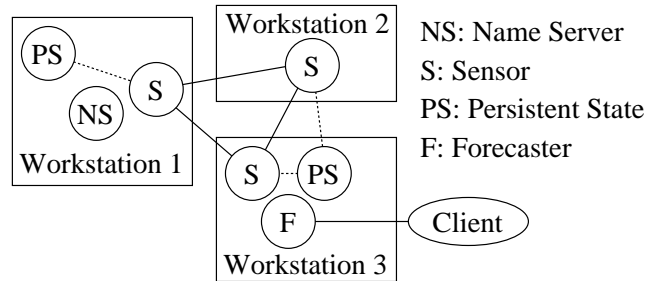 PS
S
NS
Workstation 1
Workstation 2
S
S
PS
F
Workstation 3
Client
NS: Name Server
S: Sensor
PS: Persistent State
F: Forecaster